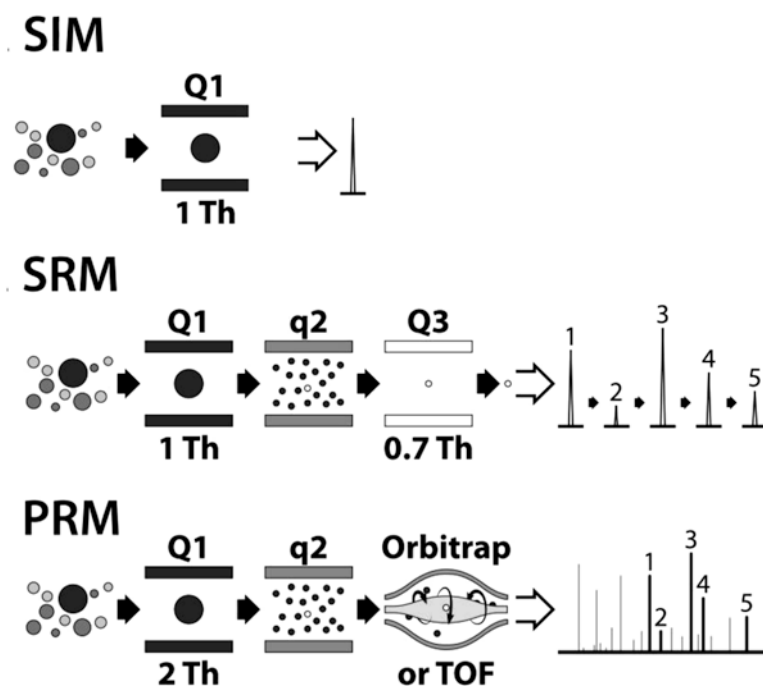 SIM
Q1
1 Th
SRM
Q1 q2 Q3
1 Th 0.7 Th
1 2 3 4 5
PRM
Q1 q2 Orbitrap
2 Th or TOF
1 2 3 4 5